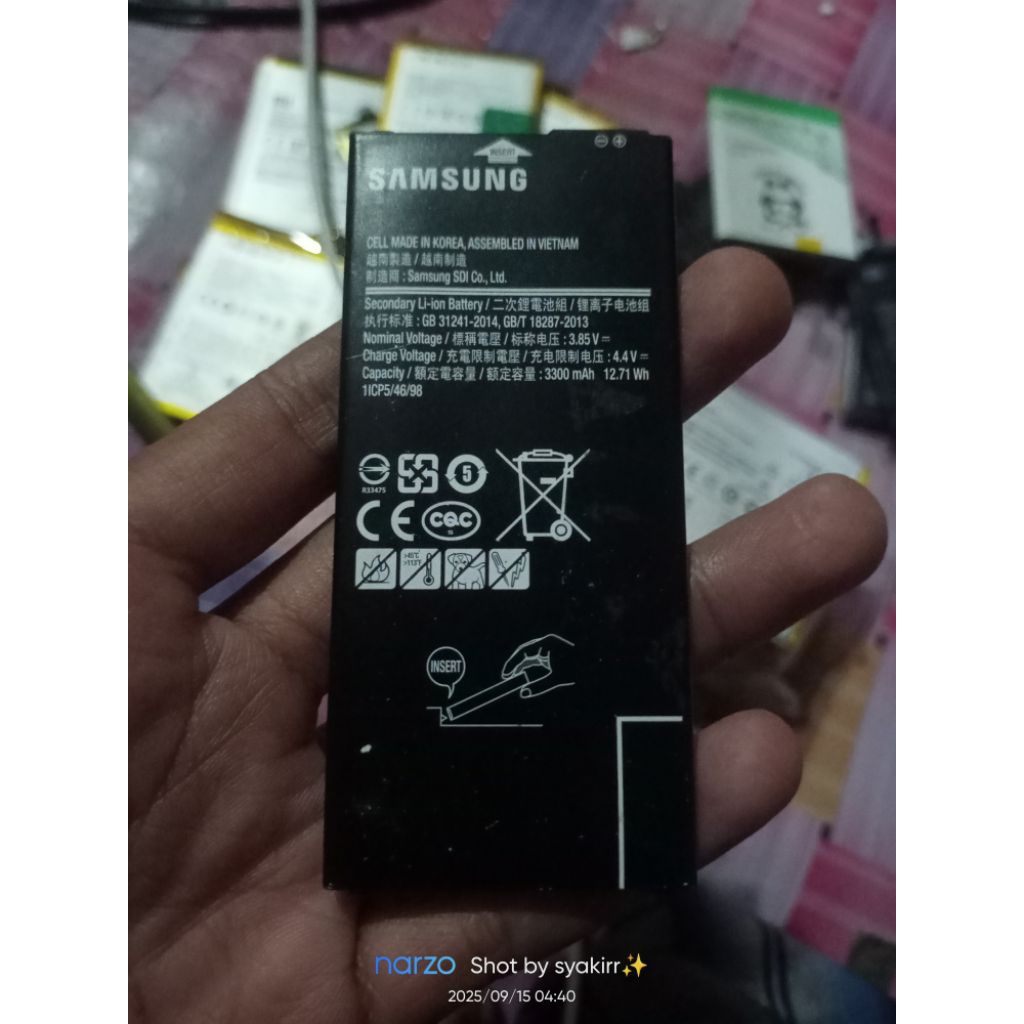 INSERT
⊖ ⊕
SAMSUNG
CELL MADE IN KOREA, ASSEMBLED IN VIETNAM
越南製造 / 越南制造
制造商 : Samsung SDI Co., Ltd.
Secondary Li-ion Battery / 二次鋰電池組 / 锂离子电池组
执行标准 : GB 31241-2014, GB/T 18287-2013
Nominal Voltage / 標稱電壓 / 标称电压 : 3.85 V ⎓
Charge Voltage / 充電限制電壓 / 充电限制电压 : 4.4 V ⎓
Capacity / 額定電容量 / 额定容量 : 3300 mAh 12.71 Wh
1ICP5/46/98
R33475
5
CE
CQC
INSERT
narzo Shot by syakirr✨
2025/09/15 04:40